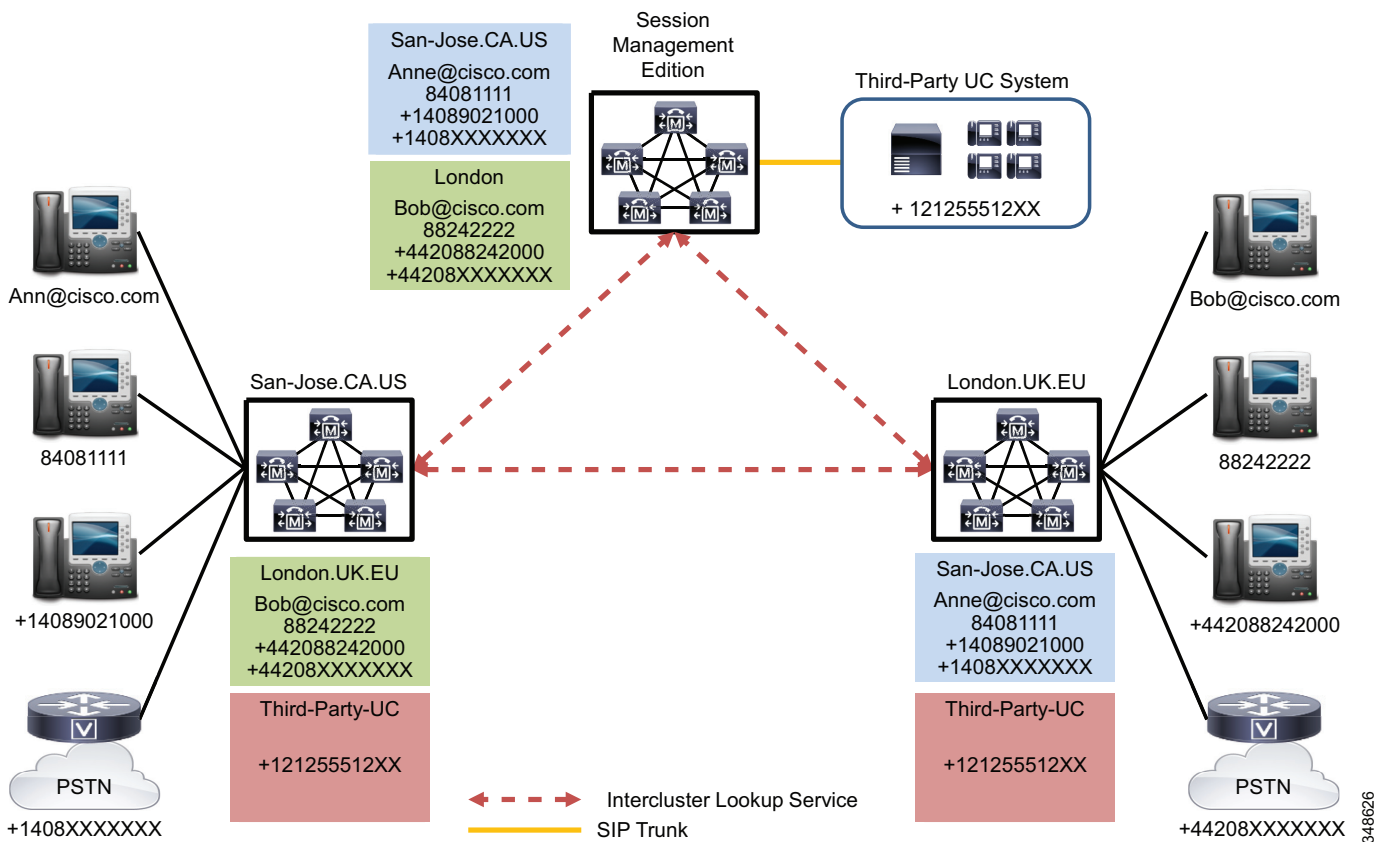 Session
Management
Edition
San-Jose.CA.US
Anne@cisco.com
84081111
+14089021000
+1408XXXXXXX
London
Bob@cisco.com
88242222
+442088242000
+44208XXXXXXX
M
M
M
M
M
Third-Party UC System
+ 121255512XX
Ann@cisco.com
84081111
+14089021000
V
PSTN
+1408XXXXXXX
San-Jose.CA.US
M
M
M
M
M
London.UK.EU
Bob@cisco.com
88242222
+442088242000
+44208XXXXXXX
Third-Party-UC
+121255512XX
London.UK.EU
M
M
M
M
M
San-Jose.CA.US
Anne@cisco.com
84081111
+14089021000
+1408XXXXXXX
Third-Party-UC
+121255512XX
Bob@cisco.com
88242222
+442088242000
V
PSTN
+44208XXXXXXX
Intercluster Lookup Service
SIP Trunk
348626